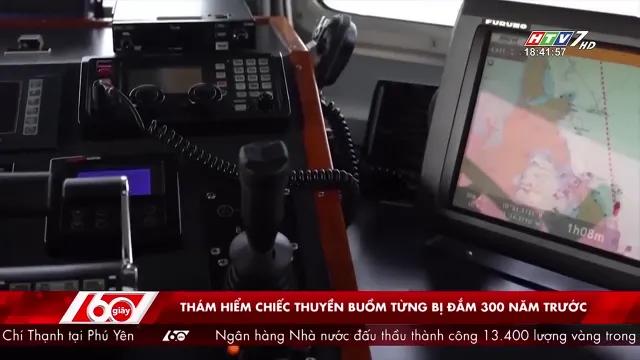 FURUNO
HTV7 HD
18:41:57
1h08m
60 giây
THÁM HIỂM CHIẾC THUYỀN BUỒM TỪNG BỊ ĐẮM 300 NĂM TRƯỚC
Chí Thạnh tại Phú Yên 60 Ngân hàng Nhà nước đấu thầu thành công 13.400 lượng vàng trong